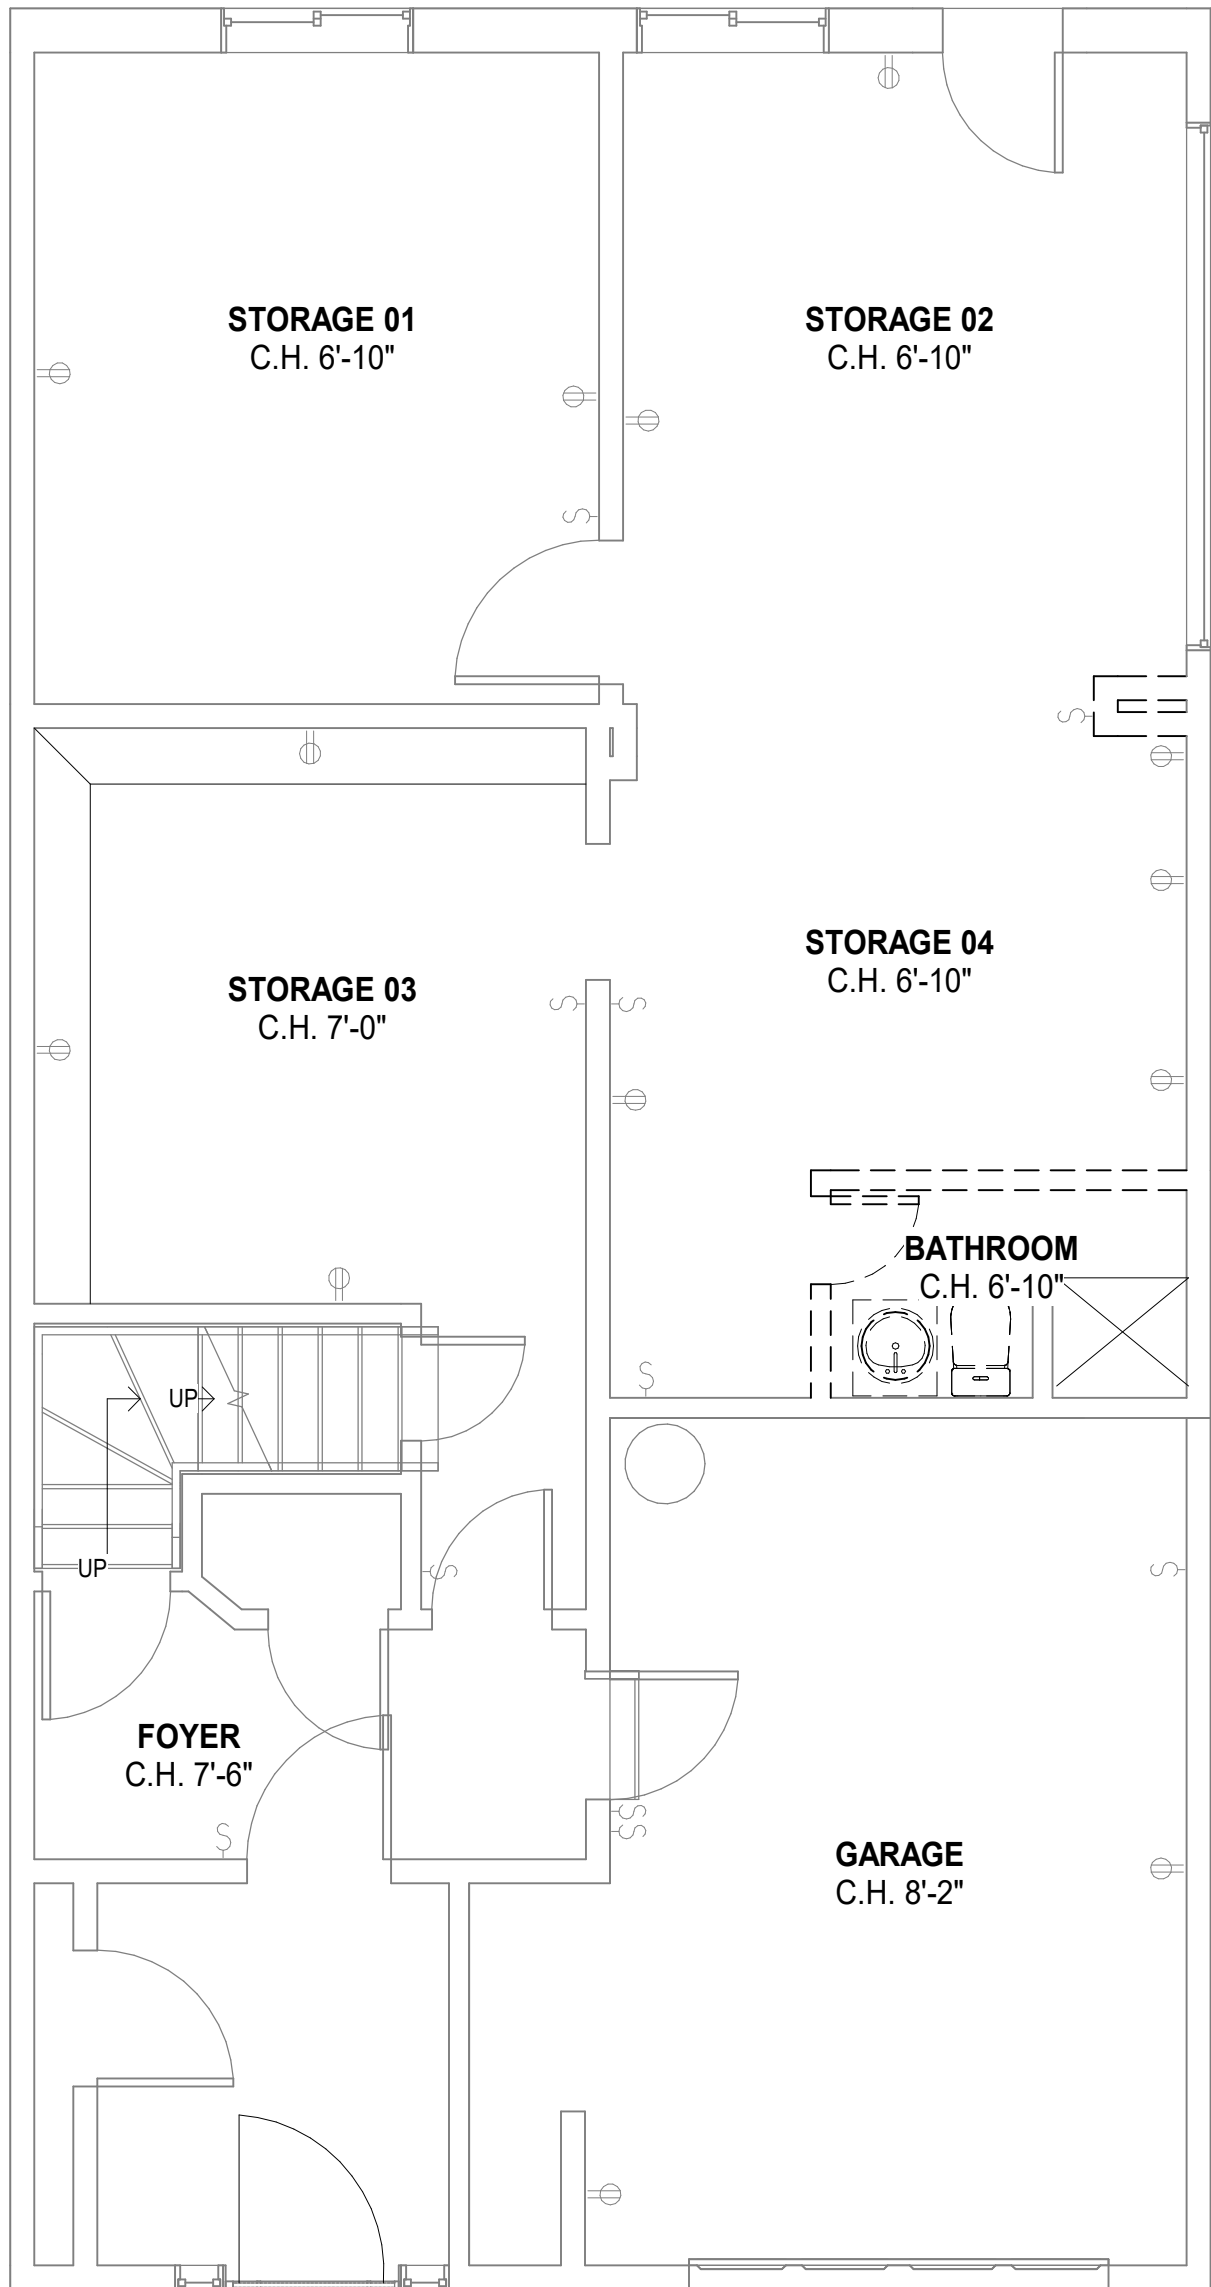 STORAGE 01
C.H. 6'-10"
STORAGE 02
C.H. 6'-10"
S
S
STORAGE 04
C.H. 6'-10"
STORAGE 03
C.H. 7'-0"
S
S
BATHROOM
C.H. 6'-10"
S
UP
UP
S
S
FOYER
C.H. 7'-6"
S
S
S
GARAGE
C.H. 8'-2"